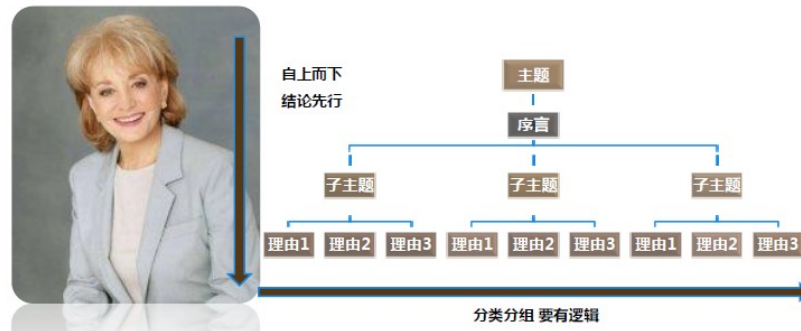 自上而下
结论先行
主题
序言
子主题 子主题 子主题
理由1 理由2 理由3 理由1 理由2 理由3 理由1 理由2 理由3
分类分组 要有逻辑